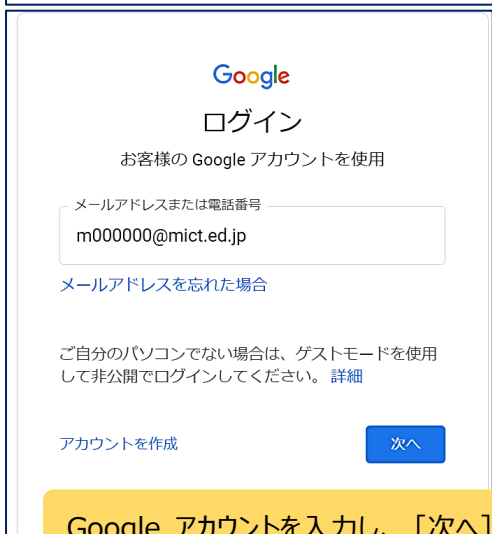 Google
ログイン
お客様の Google アカウントを使用
メールアドレスまたは電話番号
m000000@mict.ed.jp
メールアドレスを忘れた場合
ご自分のパソコンでない場合は、ゲストモードを使用
して非公開でログインしてください。 詳細
アカウントを作成
次へ
Google アカウントを入力し、［次へ］